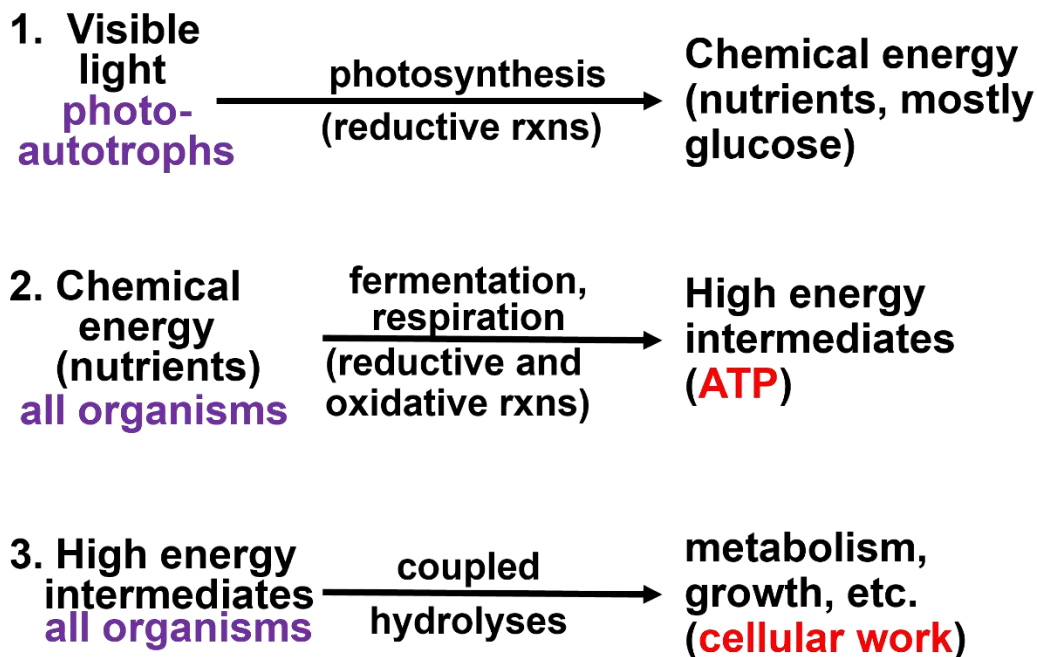 1. Visible
light
photo-
autotrophs
photosynthesis
(reductive rxns)
Chemical energy
(nutrients, mostly
glucose)
2. Chemical
energy
(nutrients)
all organisms
fermentation,
respiration
(reductive and
oxidative rxns)
High energy
intermediates
(ATP)
3. High energy
intermediates
all organisms
coupled
hydrolyses
metabolism,
growth, etc.
(cellular work)